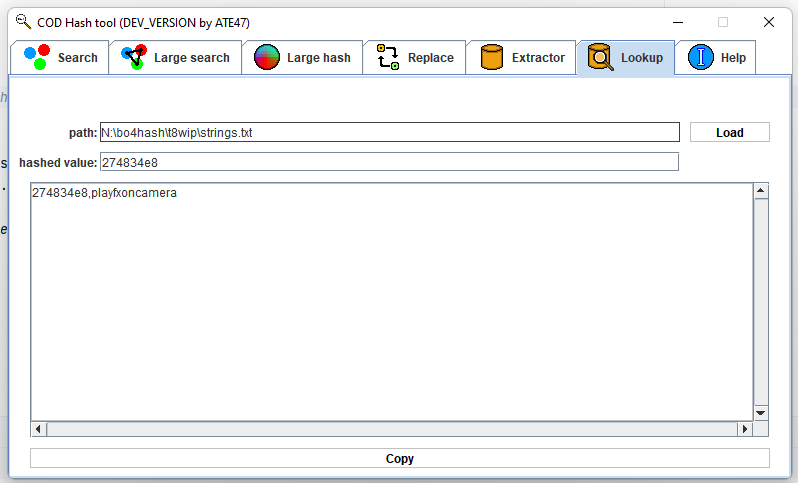 COD Hash tool (DEV_VERSION by ATE47)
Search Large search Large hash Replace Extractor Lookup Help
path: N:\bo4hash\t8wip\strings.txt Load
hashed value: 274834e8
274834e8,playfxoncamera
Copy